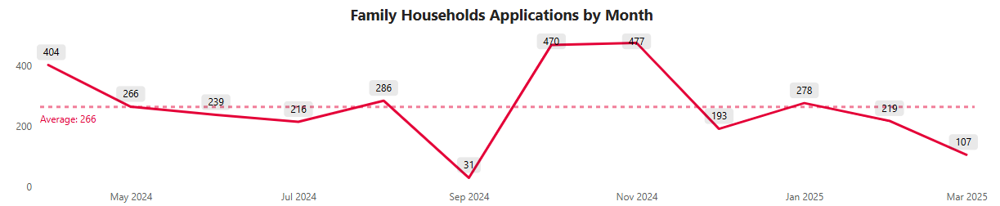 Family Households Applications by Month
404
266
239
216
286
31
470
477
193
278
219
107
400
200
0
Average: 266
May 2024
Jul 2024
Sep 2024
Nov 2024
Jan 2025
Mar 2025